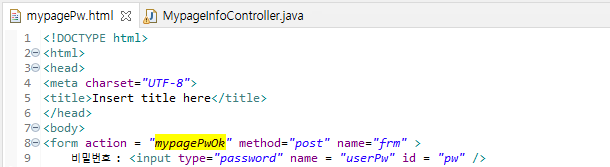 mypagePw.html MypageInfoController.java
1 <!DOCTYPE html>
2 <html>
3 <head>
4 <meta charset="UTF-8">
5 <title>Insert title here</title>
6 </head>
7 <body>
8 <form action = "mypagePwOk" method="post" name="frm" >
9 비밀번호 : <input type="password" name = "userPw" id = "pw" />